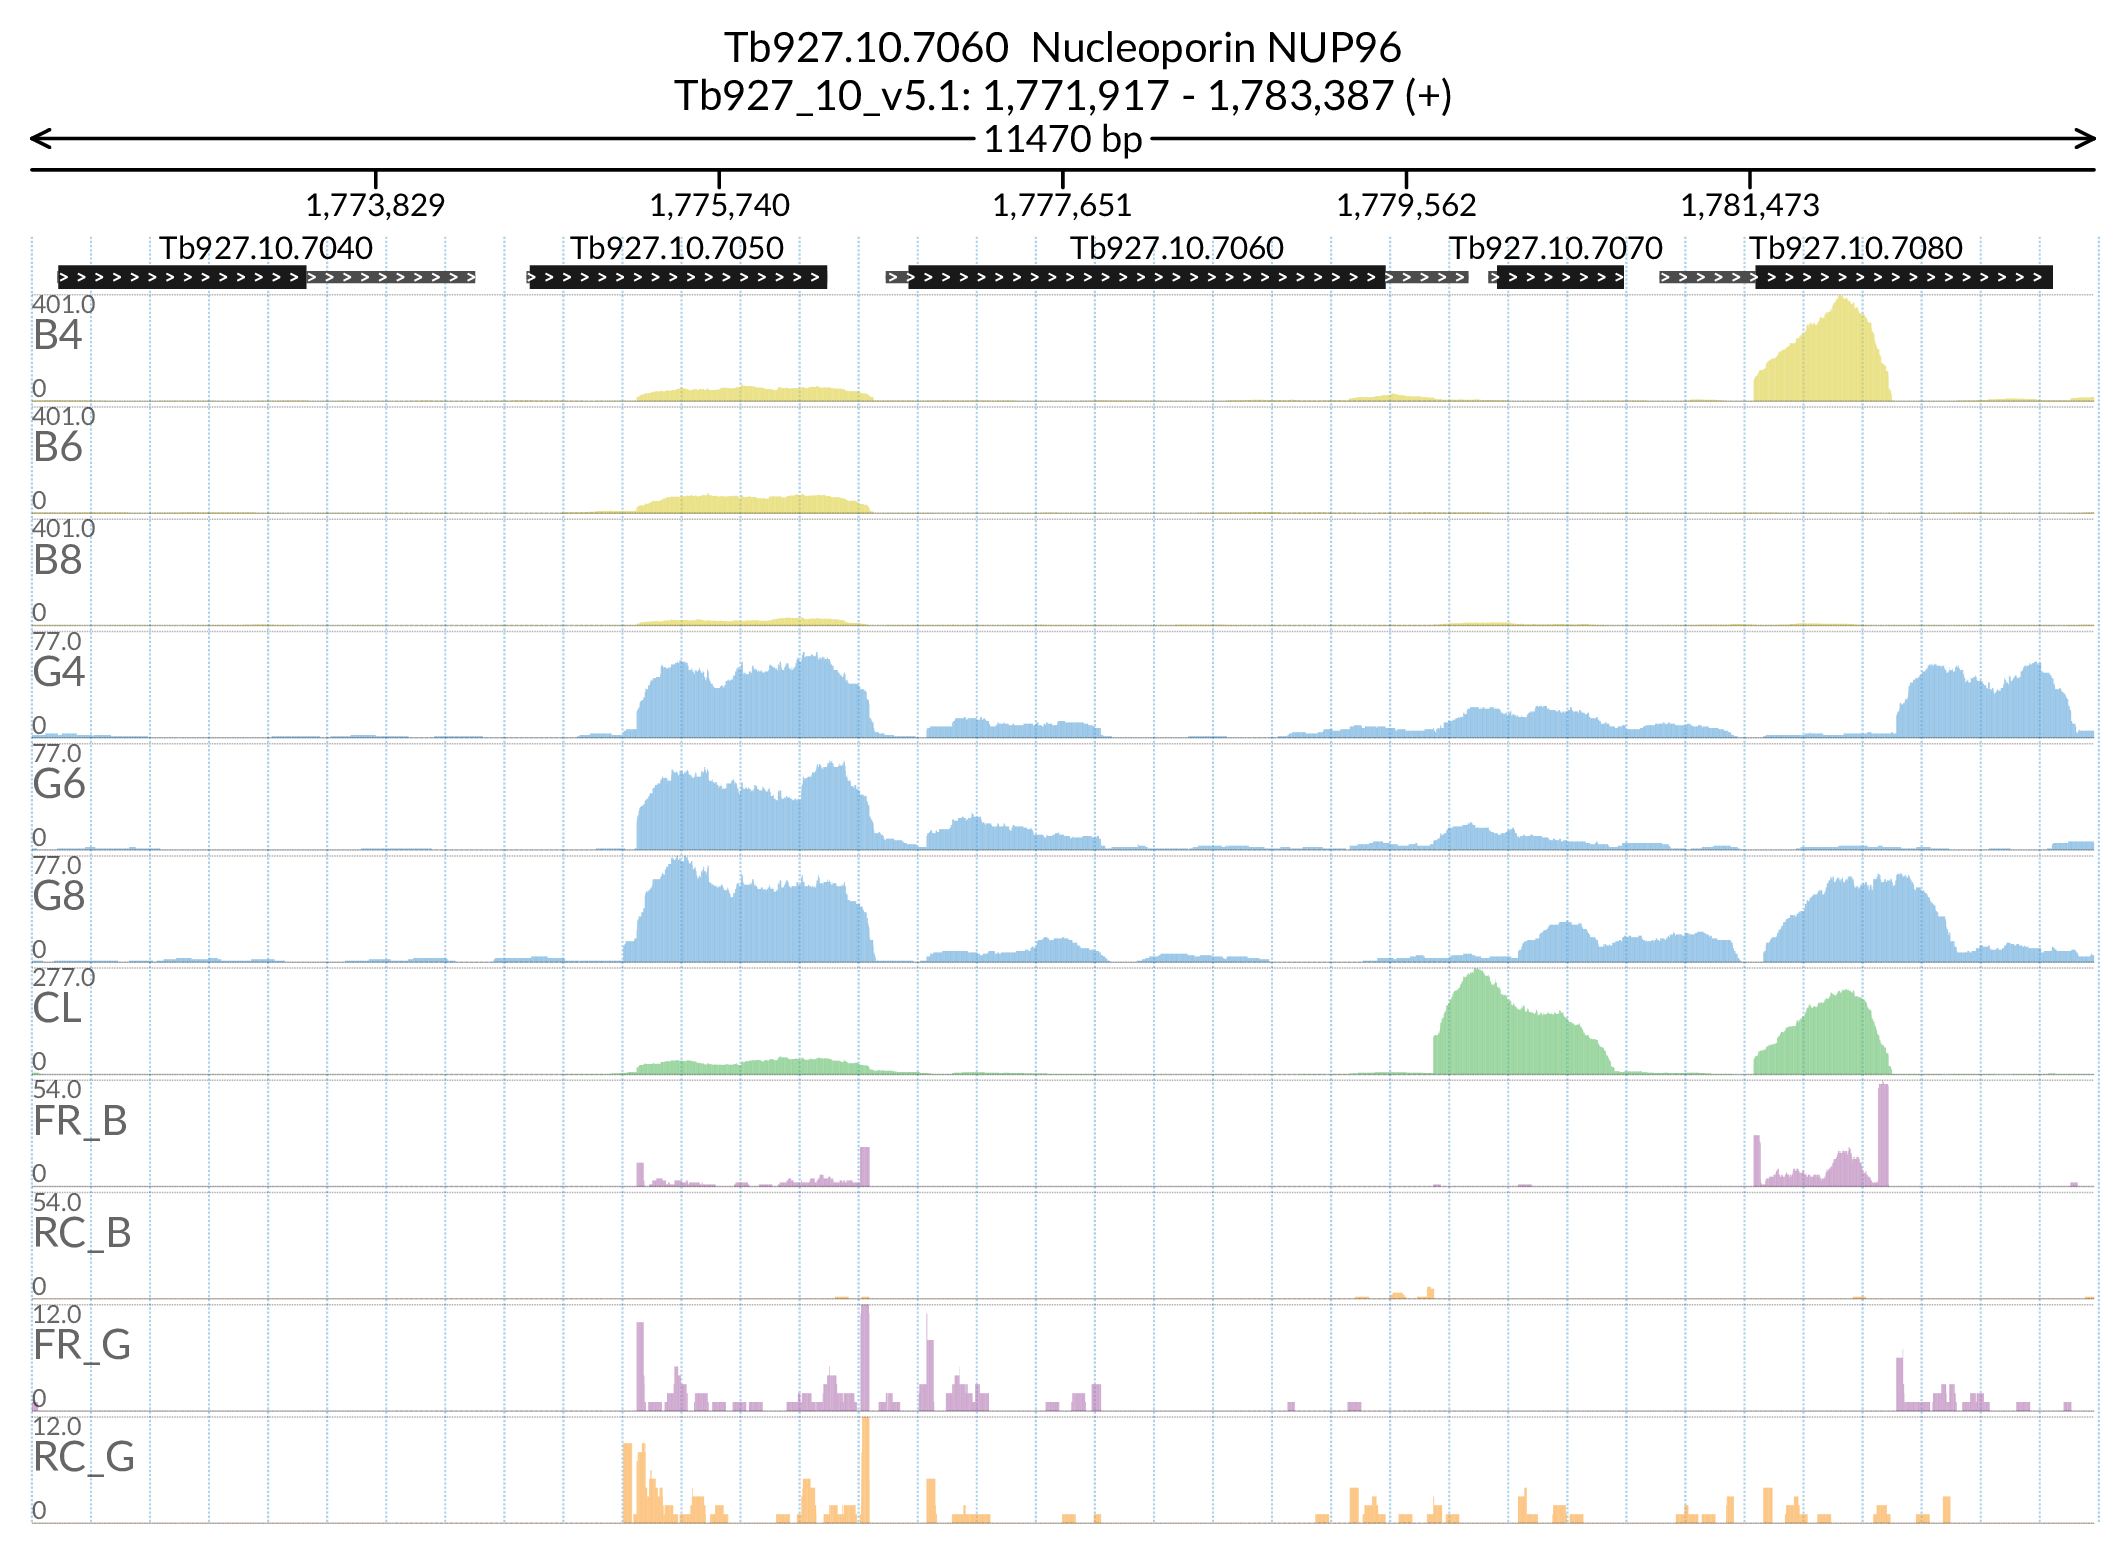 Tb927.10.7060  Nucleoporin NUP96
Tb927_10_v5.1: 1,771,917 - 1,783,387 (+)
11470 bp
1,773,829 1,775,740 1,777,651 1,779,562 1,781,473
Tb927.10.7040 Tb927.10.7050 Tb927.10.7060 Tb927.10.7070 Tb927.10.7080
401.0
B4
0
401.0
B6
0
401.0
B8
0
77.0
G4
0
77.0
G6
0
77.0
G8
0
277.0
CL
0
54.0
FR_B
0
54.0
RC_B
0
12.0
FR_G
0
12.0
RC_G
0